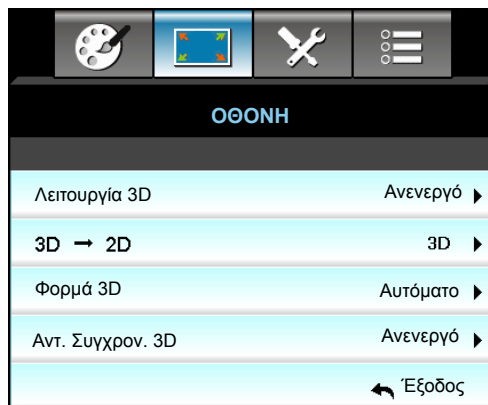 ΟΘΟΝΗ
Λειτουργία 3D Ανενεργό
3D → 2D 3D
Φορμά 3D Αυτόματο
Αντ. Συγχρον. 3D Ανενεργό
Έξοδος